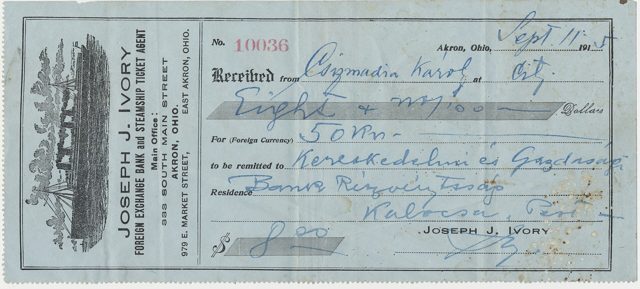 JOSEPH J. IVORY
FOREIGN EXCHANGE BANK and STEAMSHIP TICKET AGENT
Main Office:
333 SOUTH MAIN STREET
AKRON, OHIO.
979 E. MARKET STREET, EAST AKRON, OHIO.
No. 10036
Akron, Ohio, Sept 11 1915
Received from Csizmadia Károly at City
Eight & no/100 Dollars
For (Foreign Currency) 50 Kr
to be remitted to Kereskedelmi és Gazdasági
Bank Részvénytság
Residence
Kalocsa, Pest
$ 8.00
JOSEPH J. IVORY